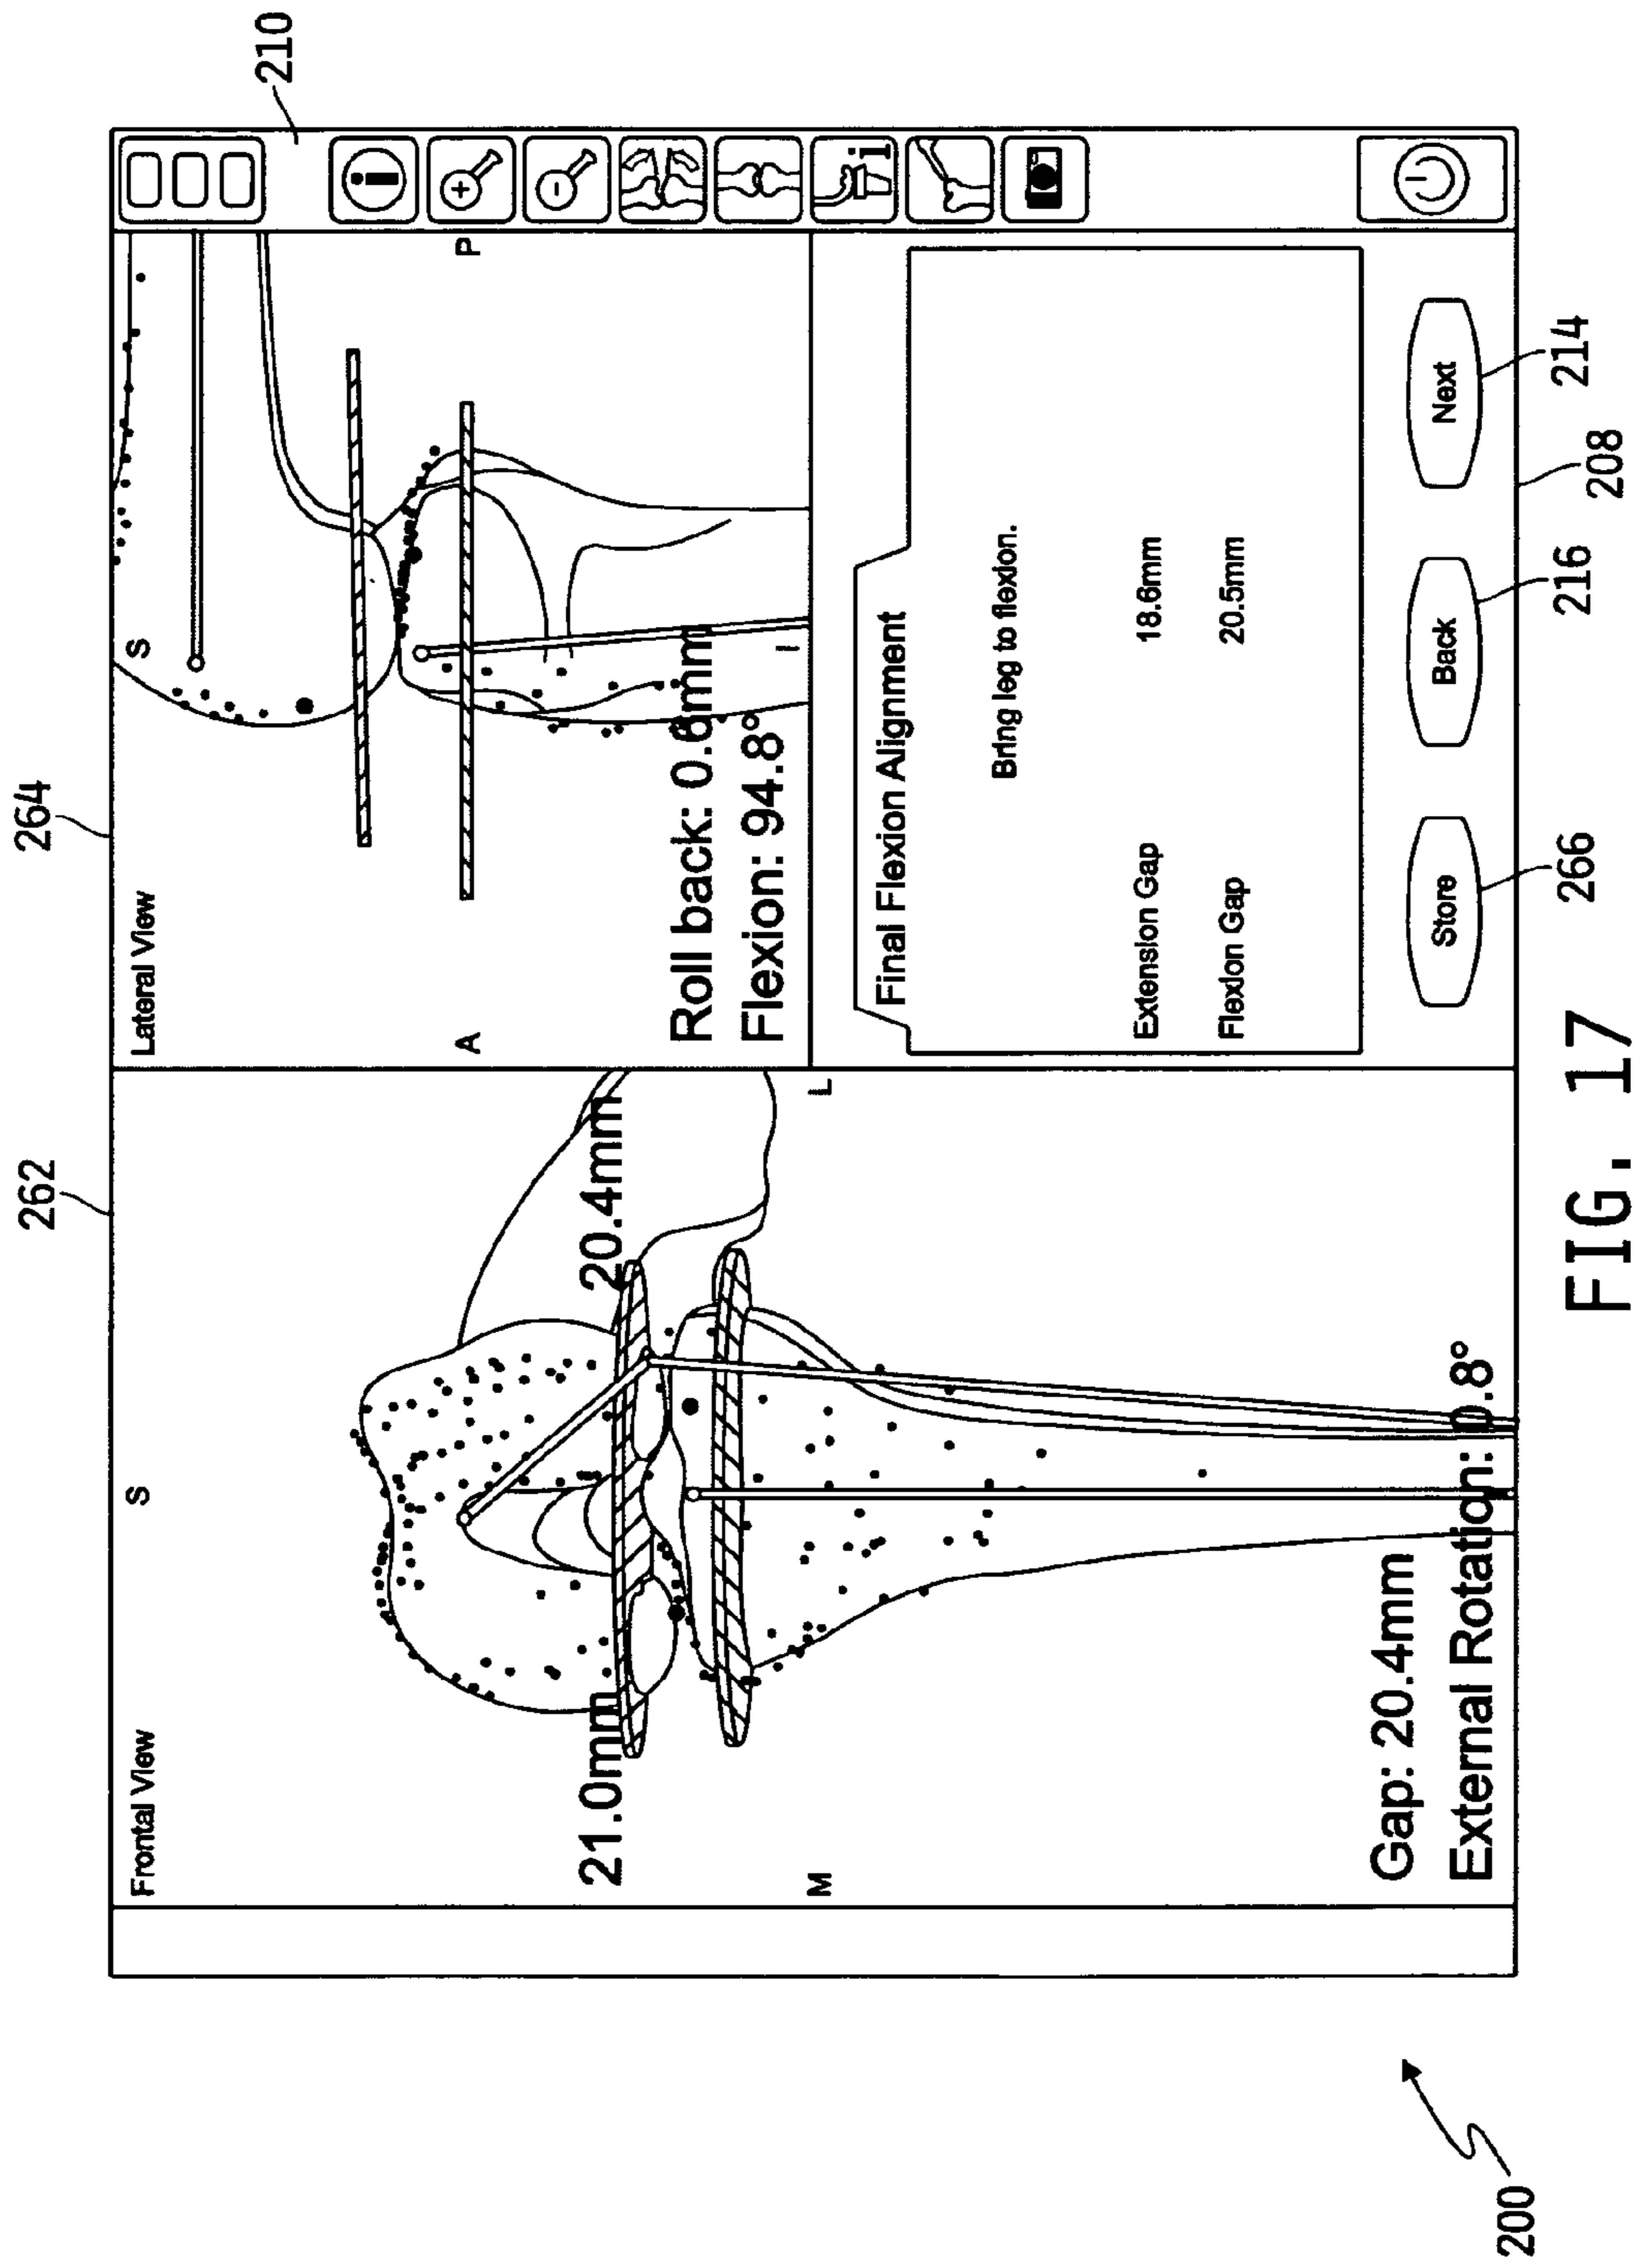 262
264
210
Frontal View
S
21.0mm
20.4mm
M
L
Gap: 20.4mm
External Rotation: 0.8°
Lateral View
S
A
P
I
Roll back: 0.6mm
Flexion: 94.8°
i
i
Final Flexion Alignment
Bring leg to flexion.
Extension Gap 18.6mm
Flexion Gap 20.5mm
Store
Back
Next
266
216
208
214
200
FIG. 17